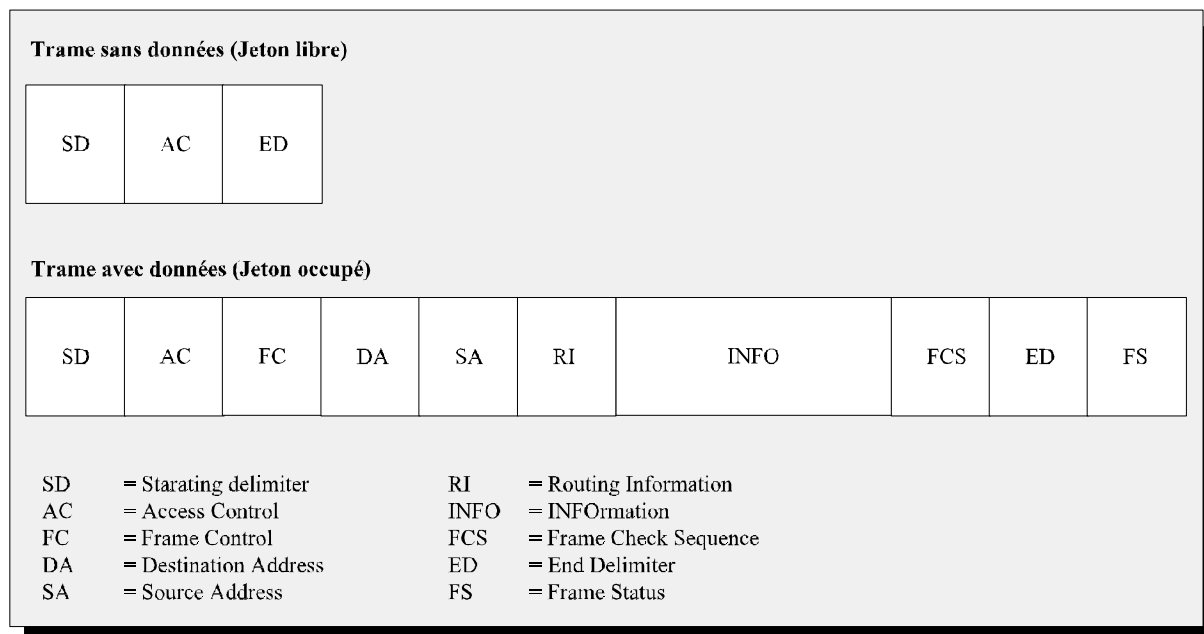 Trame sans données (Jeton libre)
SD AC ED
Trame avec données (Jeton occupé)
SD AC FC DA SA RI INFO FCS ED FS
SD = Starating delimiter RI = Routing Information
AC = Access Control INFO = INFOrmation
FC = Frame Control FCS = Frame Check Sequence
DA = Destination Address ED = End Delimiter
SA = Source Address FS = Frame Status